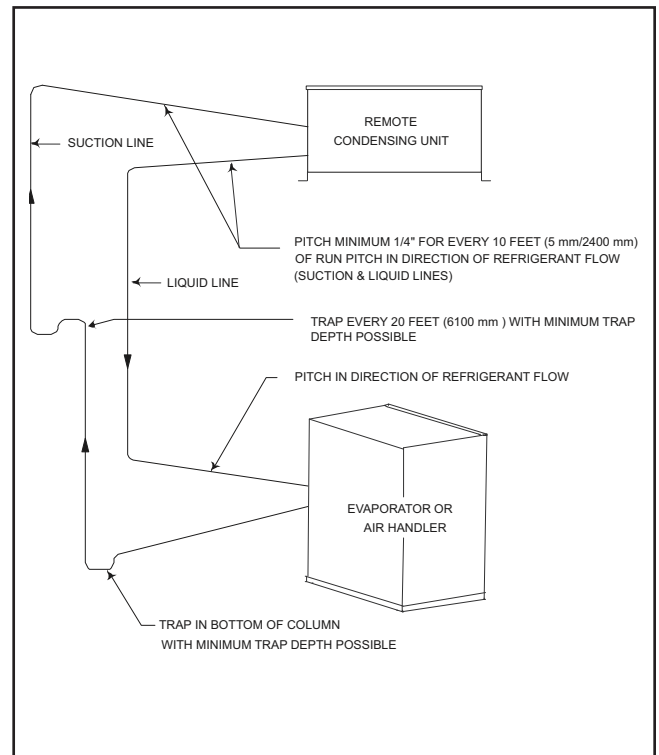 REMOTE
CONDENSING UNIT
SUCTION LINE
PITCH MINIMUM 1/4" FOR EVERY 10 FEET (5 mm/2400 mm)
OF RUN PITCH IN DIRECTION OF REFRIGERANT FLOW
(SUCTION & LIQUID LINES)
LIQUID LINE
TRAP EVERY 20 FEET (6100 mm ) WITH MINIMUM TRAP
DEPTH POSSIBLE
PITCH IN DIRECTION OF REFRIGERANT FLOW
EVAPORATOR OR
AIR HANDLER
TRAP IN BOTTOM OF COLUMN
WITH MINIMUM TRAP DEPTH POSSIBLE